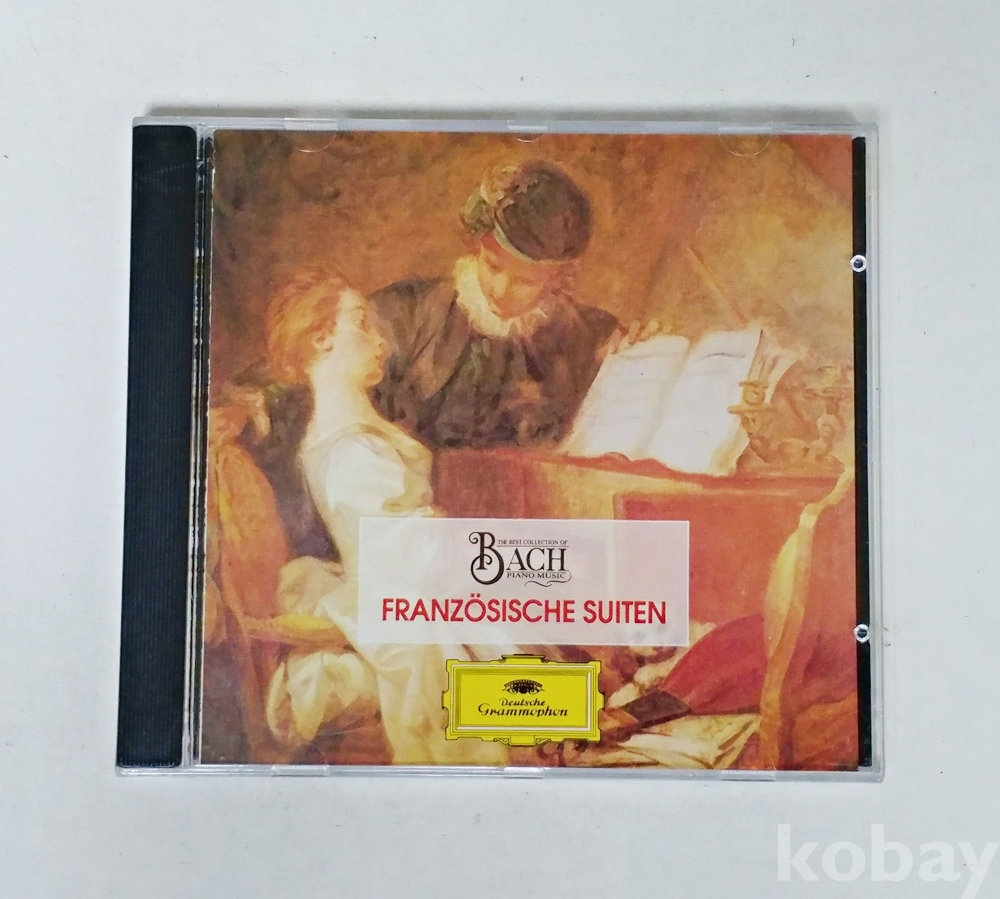 THE BEST COLLECTION OF
BACH
PIANO MUSIC
FRANZÖSISCHE SUITEN
Deutsche
Grammophon
kobay